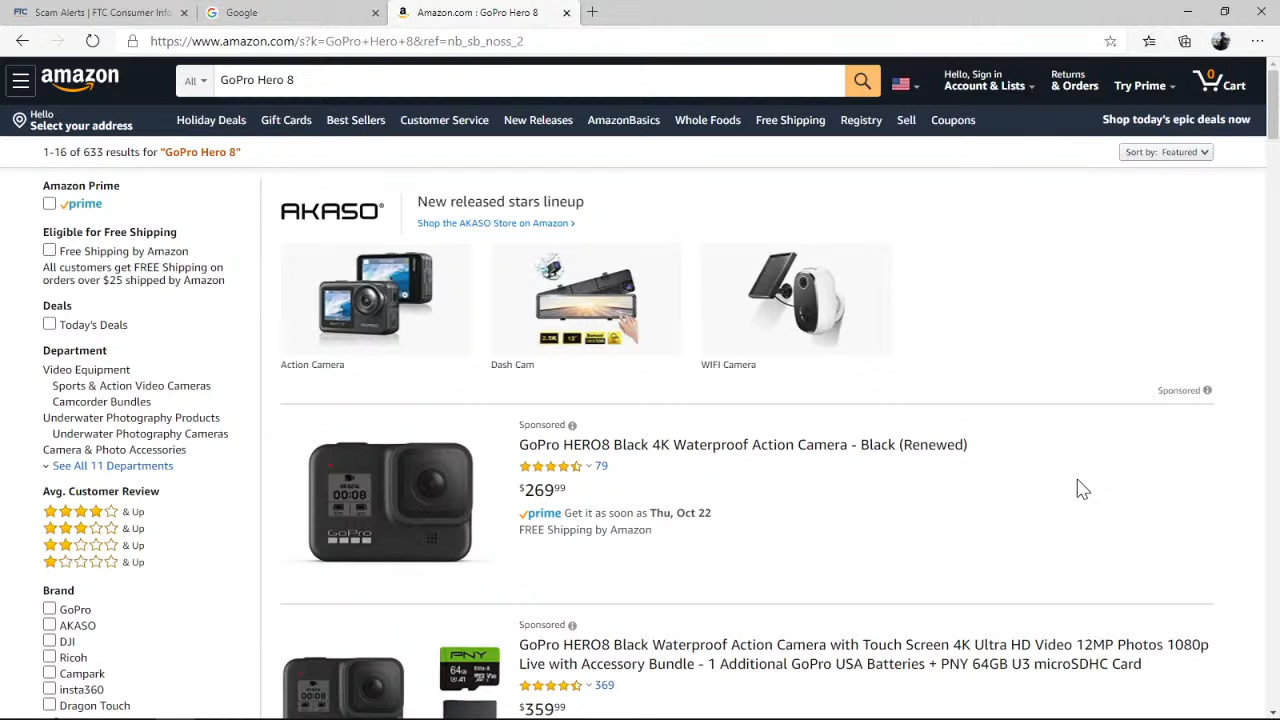 FTC Scam Alerts | FTC Consumer Info
Google
Amazon.com : GoPro Hero 8
https://www.amazon.com/s?k=GoPro+Hero+8&ref=nb_sb_noss_2
amazon
All
GoPro Hero 8
Hello, Sign in
Account & Lists
Returns
& Orders
Try Prime
0
Cart
Hello
Select your address
Holiday Deals
Gift Cards
Best Sellers
Customer Service
New Releases
AmazonBasics
Whole Foods
Free Shipping
Registry
Sell
Coupons
Shop today's epic deals now
1-16 of 633 results for "GoPro Hero 8"
Sort by: Featured
Amazon Prime
prime
Eligible for Free Shipping
Free Shipping by Amazon
All customers get FREE Shipping on
orders over $25 shipped by Amazon
Deals
Today's Deals
Department
Video Equipment
Sports & Action Video Cameras
Camcorder Bundles
Underwater Photography Products
Underwater Photography Cameras
Camera & Photo Accessories
See All 11 Departments
Avg. Customer Review
& Up
& Up
& Up
& Up
Brand
GoPro
AKASO
DJI
Ricoh
Campark
insta360
Dragon Touch
AKASO
New released stars lineup
Shop the AKASO Store on Amazon
Action Camera
Dash Cam
WIFI Camera
Sponsored
Sponsored
GoPro HERO8 Black 4K Waterproof Action Camera - Black (Renewed)
79
$269.99
prime Get it as soon as Thu, Oct 22
FREE Shipping by Amazon
00:08
GoPro
Sponsored
GoPro HERO8 Black Waterproof Action Camera with Touch Screen 4K Ultra HD Video 12MP Photos 1080p
Live with Accessory Bundle - 1 Additional GoPro USA Batteries + PNY 64GB U3 microSDHC Card
369
$359.99
PNY
64GB
00:08